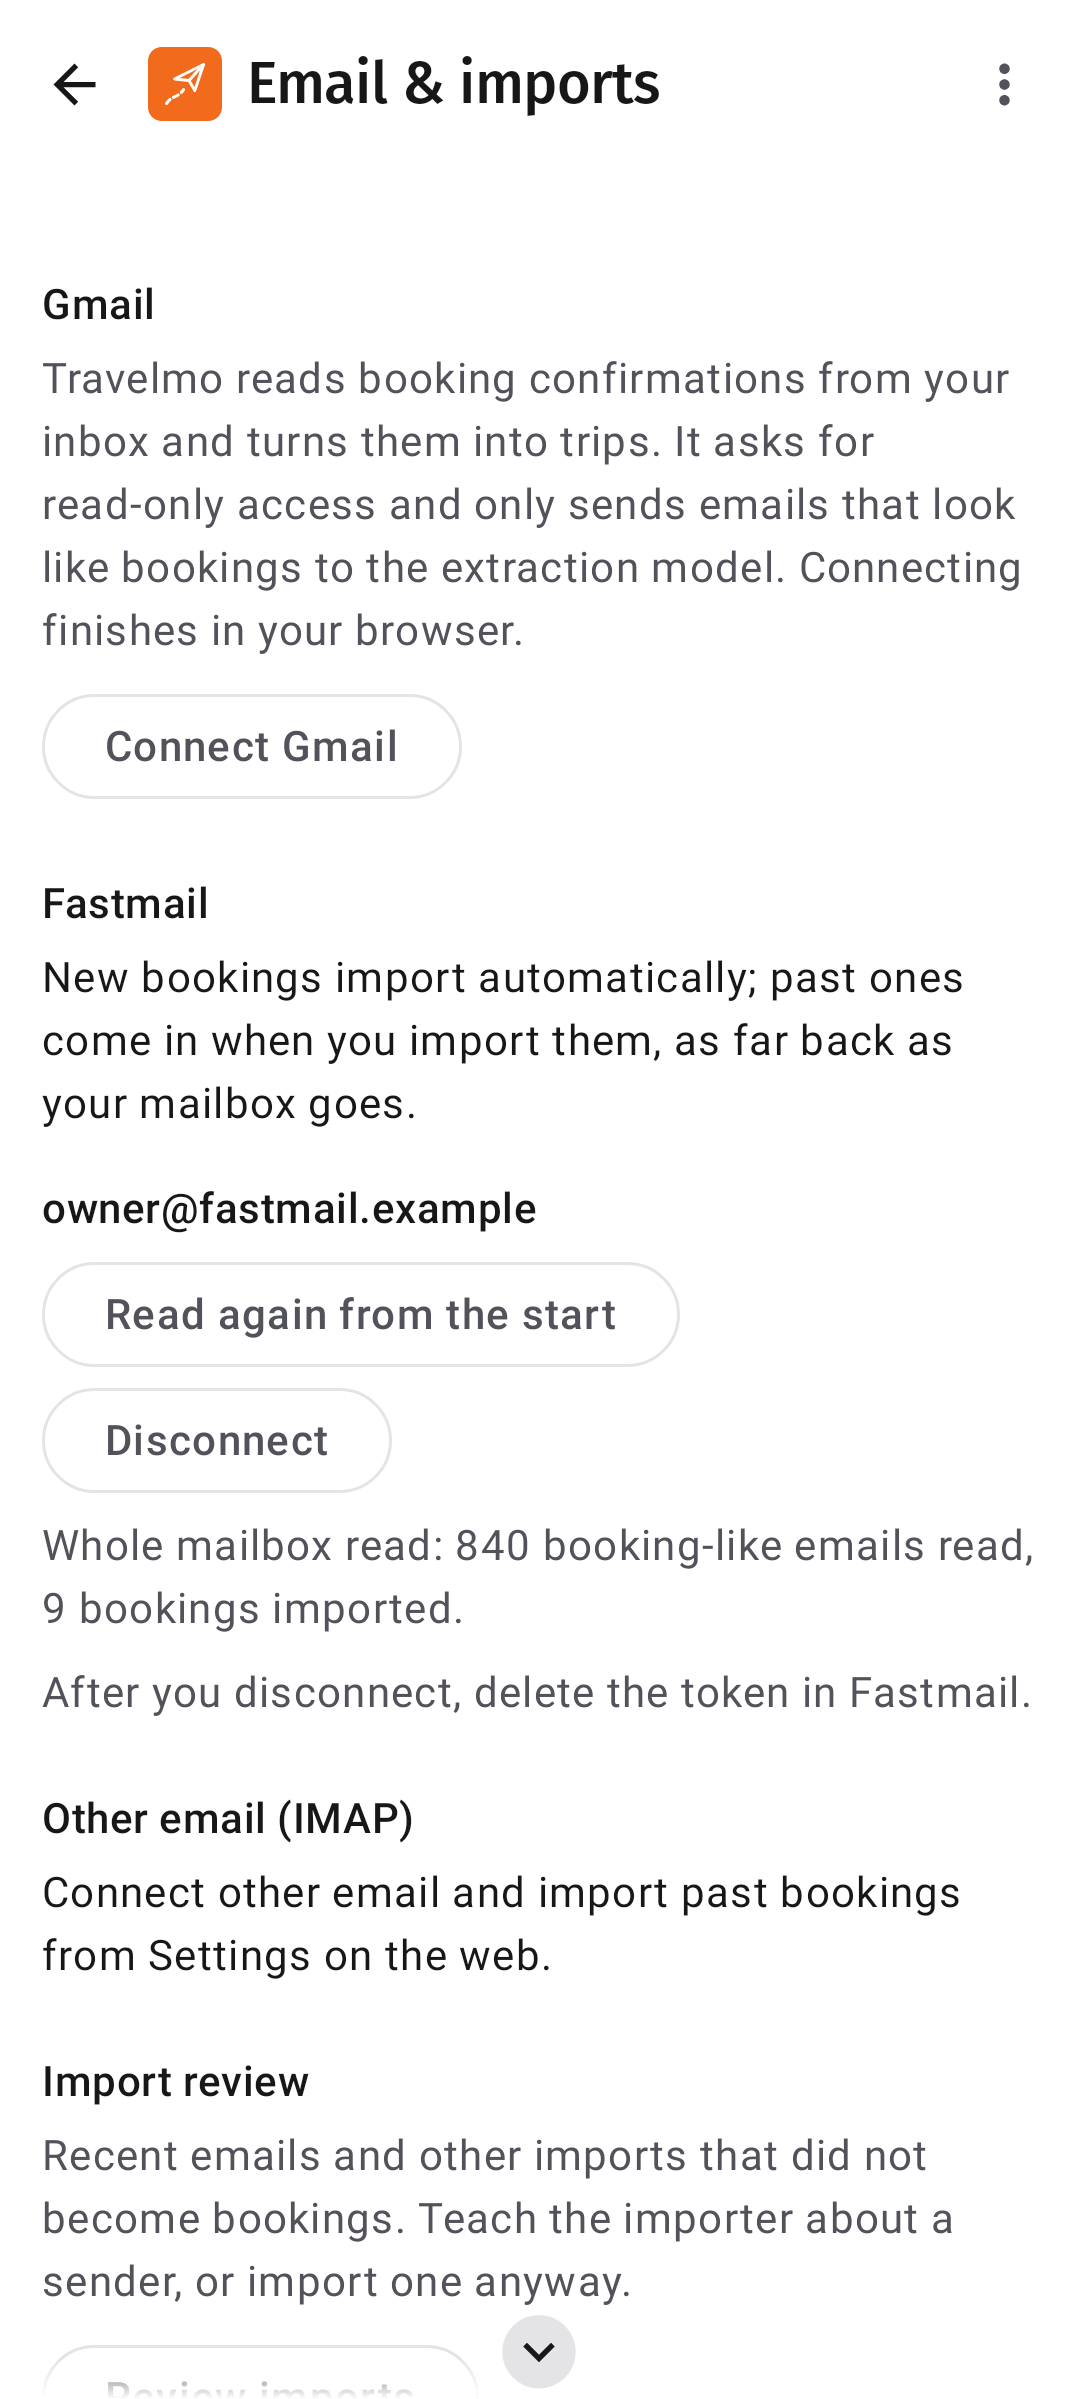 Email & imports
Gmail
Travelmo reads booking confirmations from your
inbox and turns them into trips. It asks for
read-only access and only sends emails that look
like bookings to the extraction model. Connecting
finishes in your browser.
Connect Gmail
Fastmail
New bookings import automatically; past ones
come in when you import them, as far back as
your mailbox goes.
owner@fastmail.example
Read again from the start
Disconnect
Whole mailbox read: 840 booking-like emails read,
9 bookings imported.
After you disconnect, delete the token in Fastmail.
Other email (IMAP)
Connect other email and import past bookings
from Settings on the web.
Import review
Recent emails and other imports that did not
become bookings. Teach the importer about a
sender, or import one anyway.
Review imports